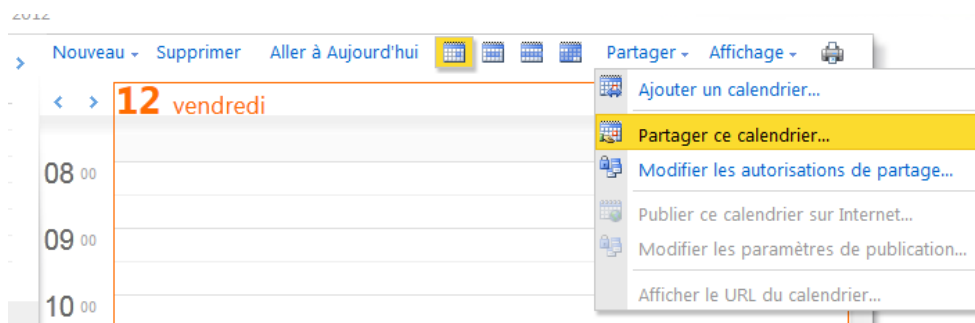 2012
Nouveau Supprimer Aller à Aujourd'hui Partager Affichage
12 vendredi
Ajouter un calendrier...
Partager ce calendrier...
08 00
Modifier les autorisations de partage...
Publier ce calendrier sur Internet...
09 00
Modifier les paramètres de publication...
Afficher le URL du calendrier...
10 00